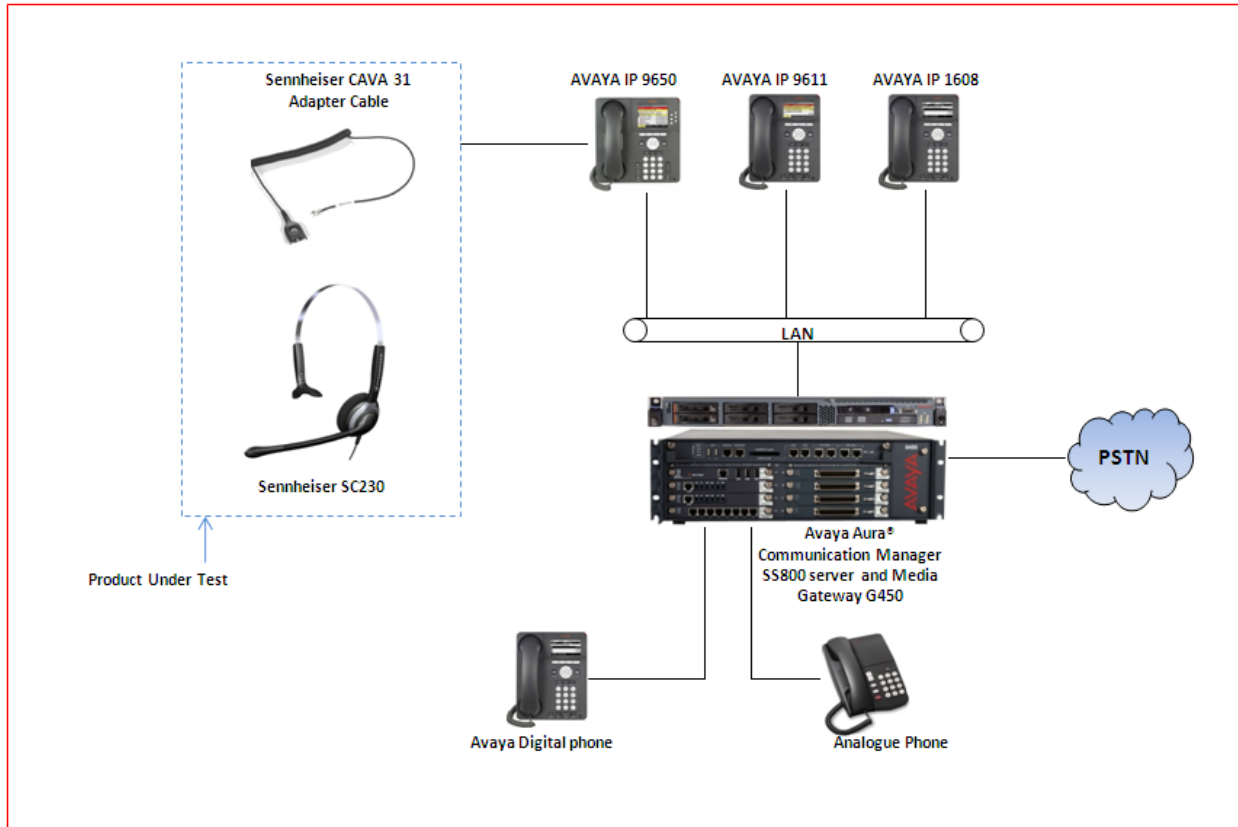 Sennheiser CAVA 31
Adapter Cable
AVAYA IP 9650
AVAYA IP 9611
AVAYA IP 1608
LAN
Sennheiser SC230
PSTN
AVAYA
Avaya Aura®
Communication Manager
SS800 server and Media
Gateway G450
Product Under Test
Avaya Digital phone
Analogue Phone